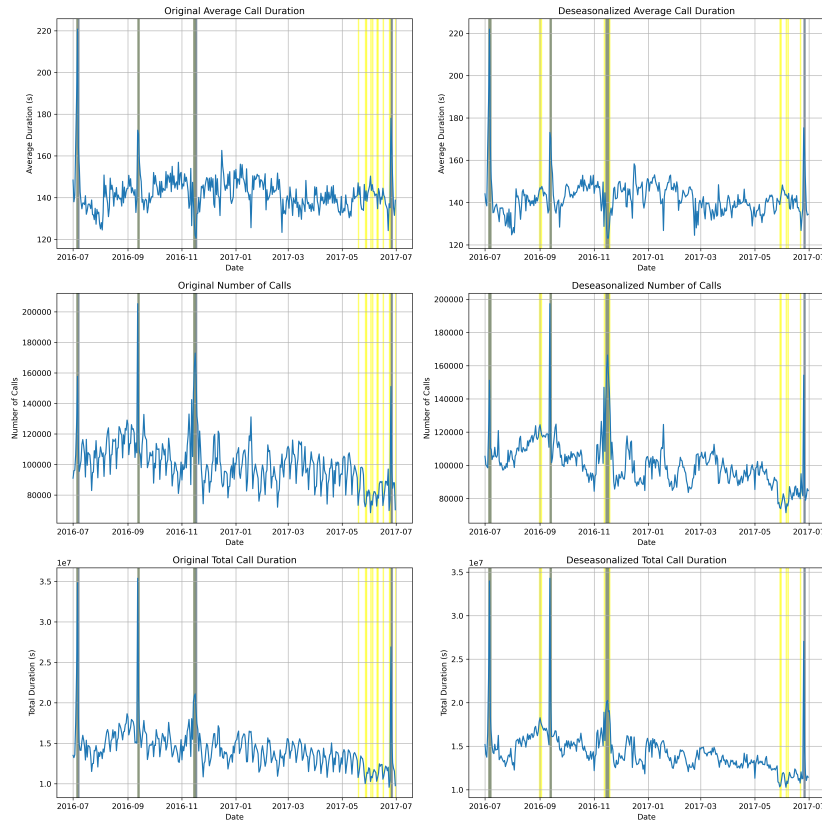 Original Average Call Duration
Average Duration (s)
220
200
180
160
140
120
2016-07 2016-09 2016-11 2017-01 2017-03 2017-05 2017-07
Date
Deseasonalized Average Call Duration
Average Duration (s)
220
200
180
160
140
120
2016-07 2016-09 2016-11 2017-01 2017-03 2017-05 2017-07
Date
Original Number of Calls
Number of Calls
200000
180000
160000
140000
120000
100000
80000
2016-07 2016-09 2016-11 2017-01 2017-03 2017-05 2017-07
Date
Deseasonalized Number of Calls
Number of Calls
200000
180000
160000
140000
120000
100000
80000
2016-07 2016-09 2016-11 2017-01 2017-03 2017-05 2017-0
Date
Original Total Call Duration
1e7
Total Duration (s)
3.5
3.0
2.5
2.0
1.5
1.0
2016-07 2016-09 2016-11 2017-01 2017-03 2017-05 2017-07
Date
Deseasonalized Total Call Duration
1e7
Total Duration (s)
3.5
3.0
2.5
2.0
1.5
1.0
2016-07 2016-09 2016-11 2017-01 2017-03 2017-05 2017-0
Date